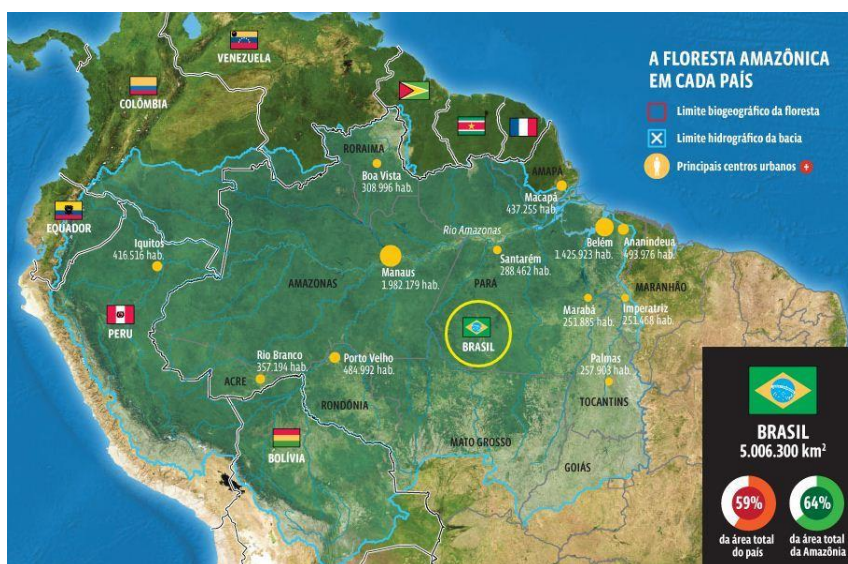 A FLORESTA AMAZÔNICA
EM CADA PAÍS
Limite biogeográfico da floresta
Limite hidrográfico da bacia
Principais centros urbanos +
VENEZUELA
COLÔMBIA
RORAIMA
Boa Vista
308.996 hab.
AMAPÁ
Macapá
437.255 hab.
EQUADOR
Iquitos
416.516 hab.
Rio Amazonas
Belém
1.425.923 hab.
Ananindeua
493.976 hab.
Manaus
1.982.179 hab.
Santarém
288.462 hab.
AMAZONAS
PARÁ
MARANHÃO
PERU
Marabá
251.885 hab.
Imperatriz
251.468 hab.
BRASIL
Rio Branco
357.194 hab.
Porto Velho
484.992 hab.
Palmas
257.903 hab.
ACRE
RONDÔNIA
TOCANTINS
BOLÍVIA
MATO GROSSO
GOIÁS
BRASIL
5.006.300 km²
59%
da área total
do país
64%
da área total
da Amazônia